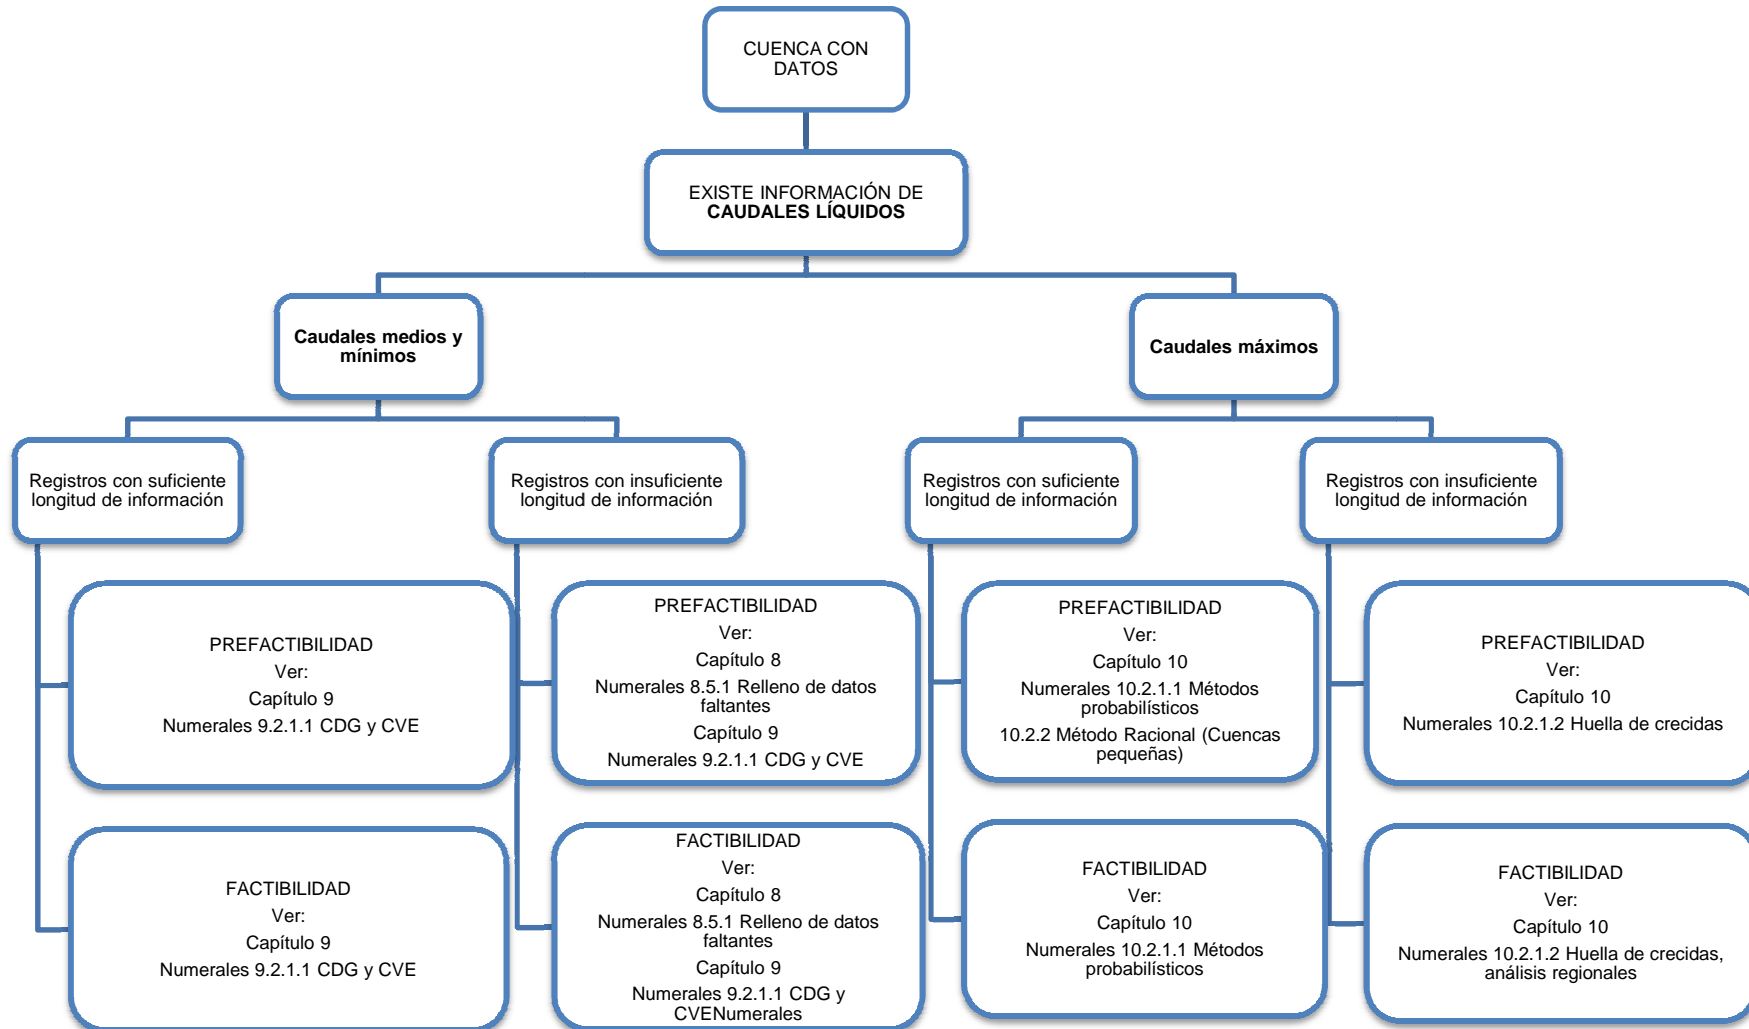 CUENCA CON
DATOS
EXISTE INFORMACIÓN DE
CAUDALES LÍQUIDOS
Caudales medios y
mínimos
Caudales máximos
Registros con suficiente
longitud de información
Registros con insuficiente
longitud de información
Registros con suficiente
longitud de información
Registros con insuficiente
longitud de información
PREFACTIBILIDAD
Ver:
Capítulo 9
Numerales 9.2.1.1 CDG y CVE
PREFACTIBILIDAD
Ver:
Capítulo 8
Numerales 8.5.1 Relleno de datos
faltantes
Capítulo 9
Numerales 9.2.1.1 CDG y CVE
PREFACTIBILIDAD
Ver:
Capítulo 10
Numerales 10.2.1.1 Métodos
probabilísticos
10.2.2 Método Racional (Cuencas
pequeñas)
PREFACTIBILIDAD
Ver:
Capítulo 10
Numerales 10.2.1.2 Huella de crecidas
FACTIBILIDAD
Ver:
Capítulo 9
Numerales 9.2.1.1 CDG y CVE
FACTIBILIDAD
Ver:
Capítulo 8
Numerales 8.5.1 Relleno de datos
faltantes
Capítulo 9
Numerales 9.2.1.1 CDG y
CVENumerales
FACTIBILIDAD
Ver:
Capítulo 10
Numerales 10.2.1.1 Métodos
probabilísticos
FACTIBILIDAD
Ver:
Capítulo 10
Numerales 10.2.1.2 Huella de crecidas,
análisis regionales